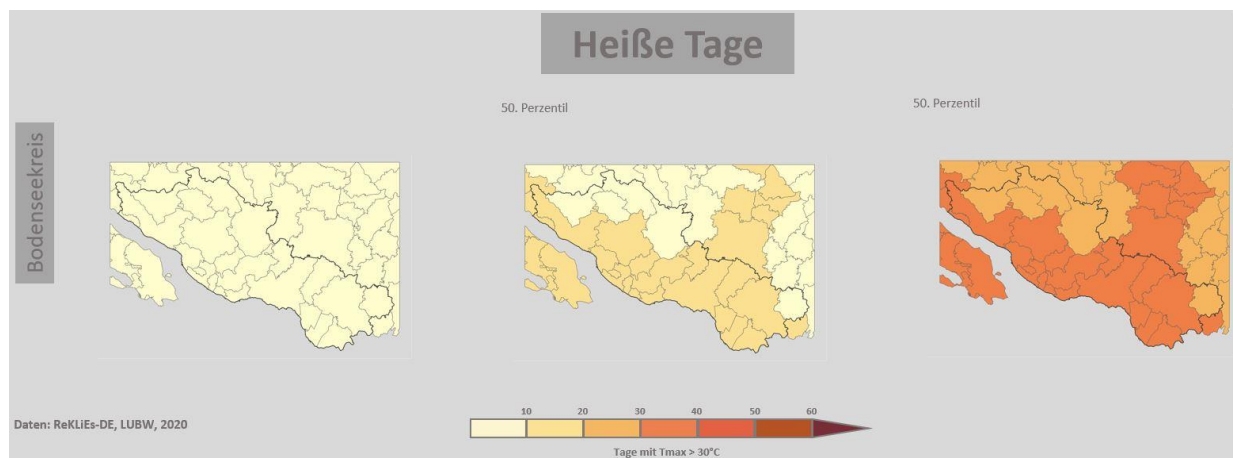 Heiße Tage
50. Perzentil
50. Perzentil
Bodenseekreis
10 20 30 40 50 60
Daten: ReKLiEs-DE, LUBW, 2020
Tage mit Tmax > 30°C